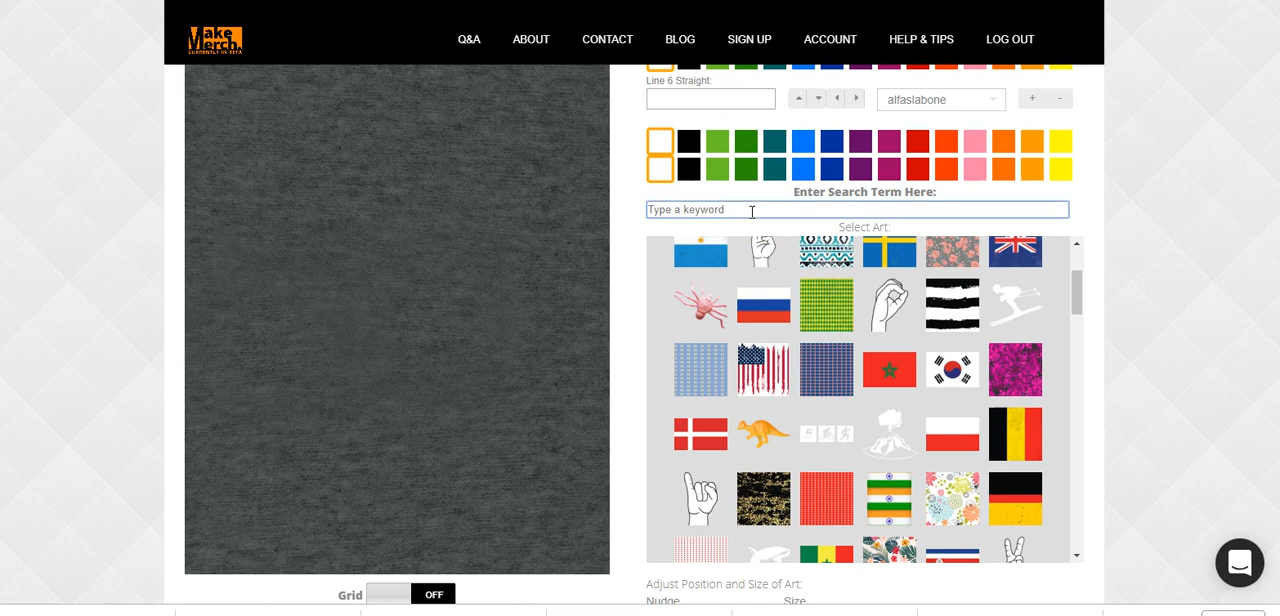 Make
Merch.
CURRENTLY IN BETA
Q&A
ABOUT
CONTACT
BLOG
SIGN UP
ACCOUNT
HELP & TIPS
LOG OUT
Line 6 Straight:
alfaslabone
+
-
Enter Search Term Here:
Type a keyword
Select Art:
Adjust Position and Size of Art:
Nudge
Size
Grid
OFF